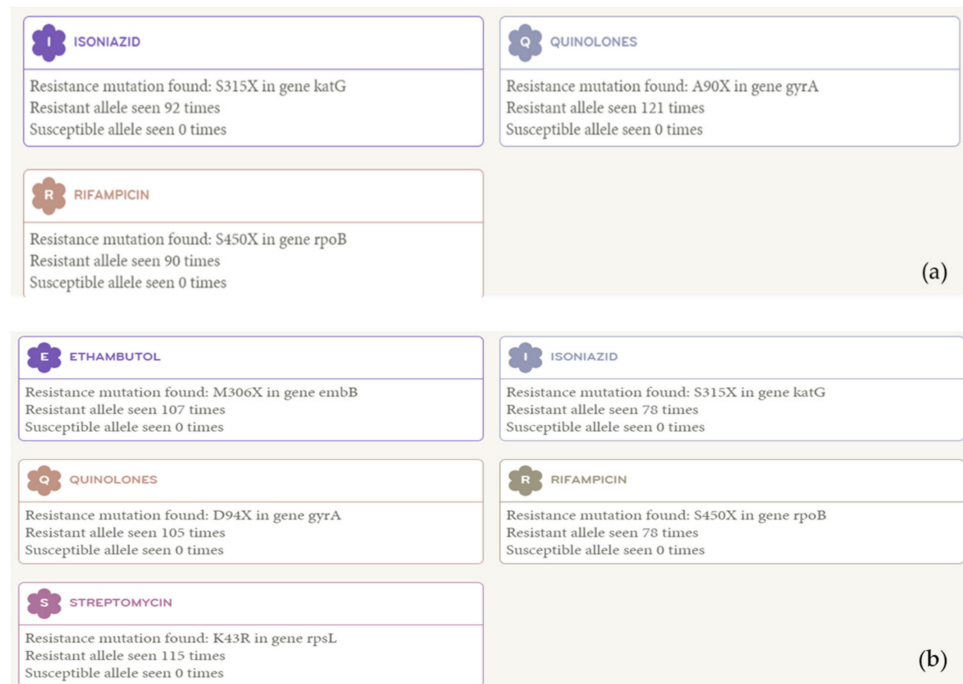 I ISONIAZID
Resistance mutation found: S315X in gene katG
Resistant allele seen 92 times
Susceptible allele seen 0 times
Q QUINOLONES
Resistance mutation found: A90X in gene gyrA
Resistant allele seen 121 times
Susceptible allele seen 0 times
R RIFAMPICIN
Resistance mutation found: S450X in gene rpoB
Resistant allele seen 90 times
Susceptible allele seen 0 times
(a)
E ETHAMBUTOL
Resistance mutation found: M306X in gene embB
Resistant allele seen 107 times
Susceptible allele seen 0 times
I ISONIAZID
Resistance mutation found: S315X in gene katG
Resistant allele seen 78 times
Susceptible allele seen 0 times
Q QUINOLONES
Resistance mutation found: D94X in gene gyrA
Resistant allele seen 105 times
Susceptible allele seen 0 times
R RIFAMPICIN
Resistance mutation found: S450X in gene rpoB
Resistant allele seen 78 times
Susceptible allele seen 0 times
S STREPTOMYCIN
Resistance mutation found: K43R in gene rpsL
Resistant allele seen 115 times
Susceptible allele seen 0 times
(b)